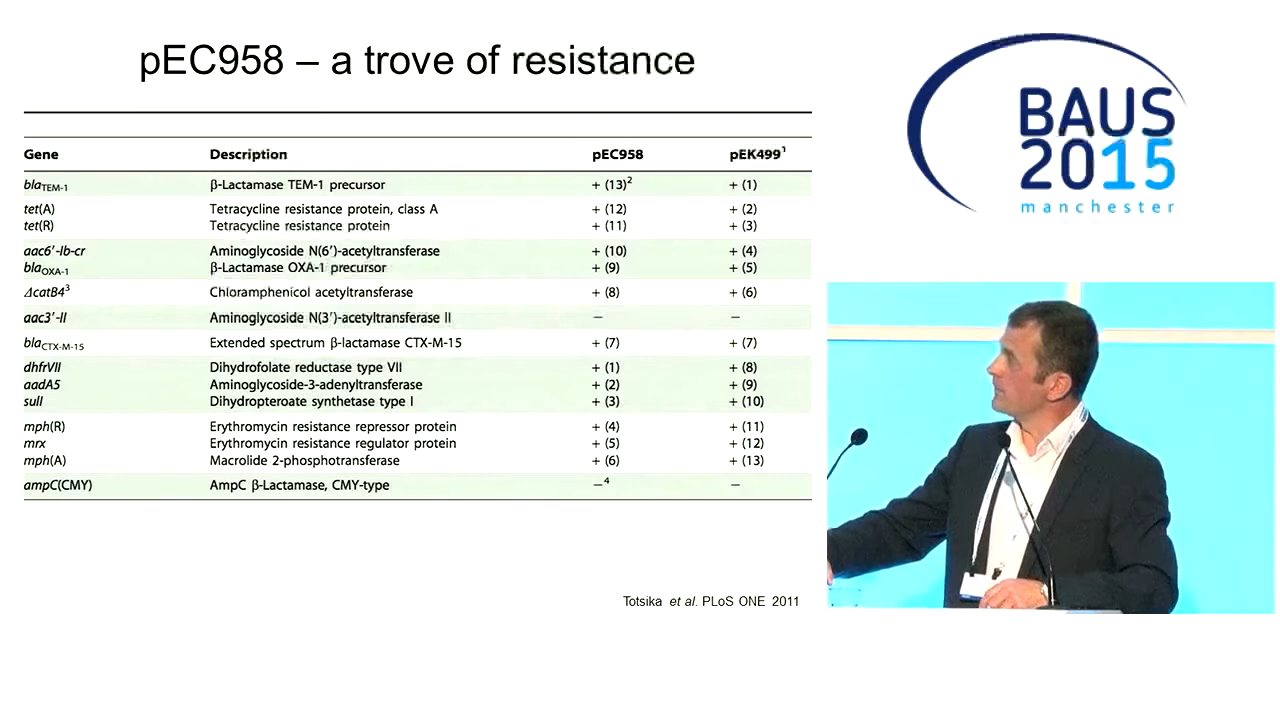 pEC958 – a trove of resistance
Gene Description pEC958 pEK499¹
blaTEM-1 β-Lactamase TEM-1 precursor + (13)² + (1)
tet(A) Tetracycline resistance protein, class A + (12) + (2)
tet(R) Tetracycline resistance protein + (11) + (3)
aac6′-Ib-cr Aminoglycoside N(6′)-acetyltransferase + (10) + (4)
blaOXA-1 β-Lactamase OXA-1 precursor + (9) + (5)
ΔcatB4³ Chloramphenicol acetyltransferase + (8) + (6)
aac3′-II Aminoglycoside N(3′)-acetyltransferase II − −
blaCTX-M-15 Extended spectrum β-lactamase CTX-M-15 + (7) + (7)
dhfrVII Dihydrofolate reductase type VII + (1) + (8)
aadA5 Aminoglycoside-3-adenyltransferase + (2) + (9)
sulI Dihydropteroate synthetase type I + (3) + (10)
mph(R) Erythromycin resistance repressor protein + (4) + (11)
mrx Erythromycin resistance regulator protein + (5) + (12)
mph(A) Macrolide 2-phosphotransferase + (6) + (13)
ampC(CMY) AmpC β-Lactamase, CMY-type −⁴ −
Totsika et al. PLoS ONE 2011
BAUS
2015
manchester